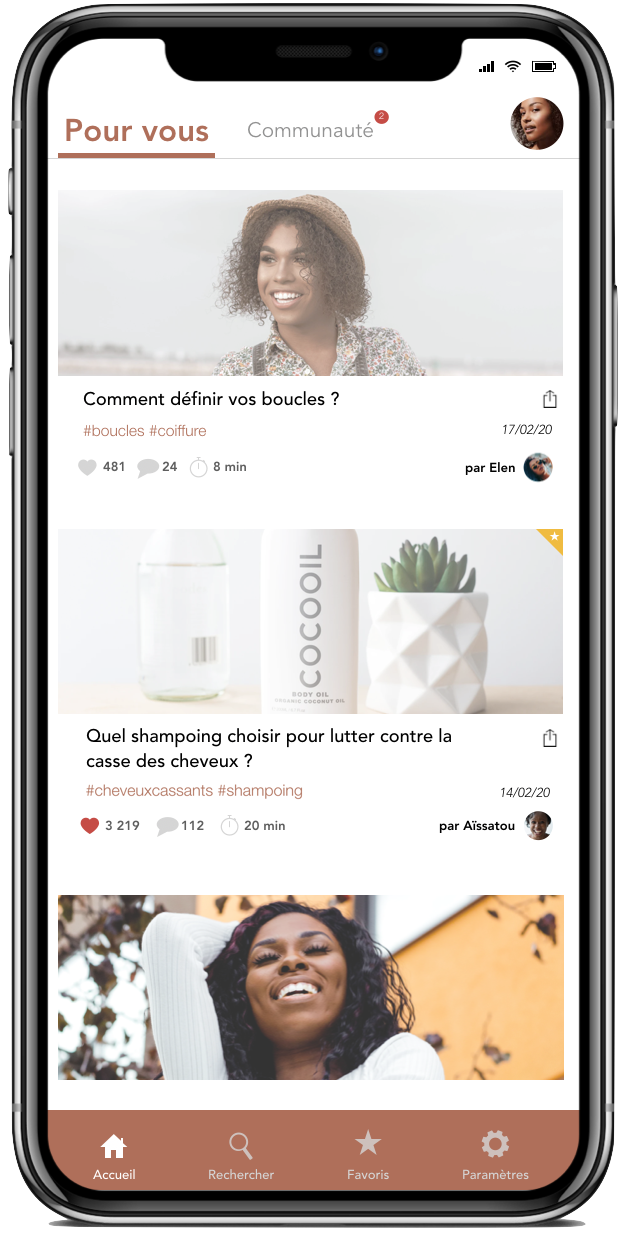 Pour vous
Communauté
2
Comment définir vos boucles ?
#boucles #coiffure
17/02/20
481
24
8 min
par Elen
COCOOIL
BODY OIL
ORGANIC COCONUT OIL
Quel shampoing choisir pour lutter contre la
casse des cheveux ?
#cheveuxcassants #shampoing
14/02/20
3 219
112
20 min
par Aïssatou
Accueil
Rechercher
Favoris
Paramètres